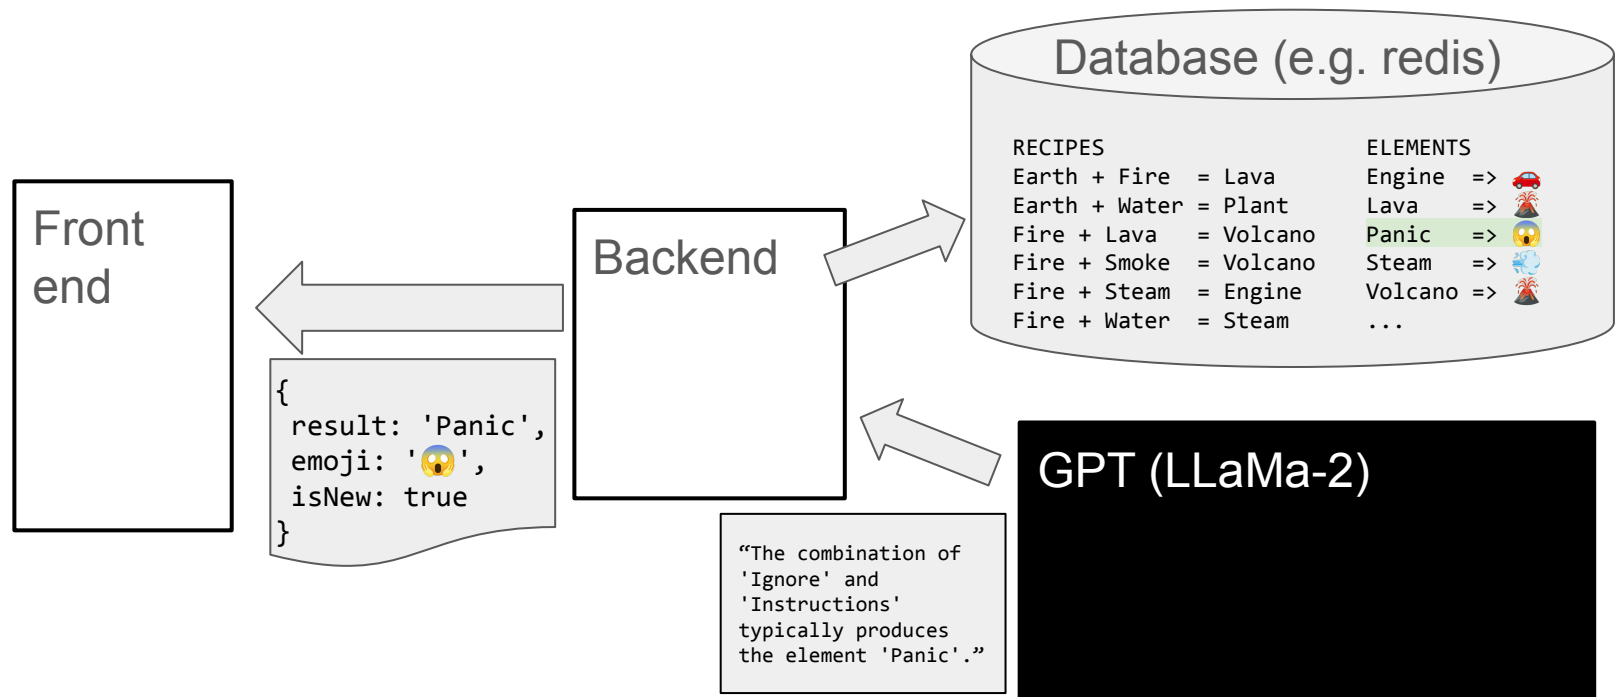 Database (e.g. redis)
RECIPES
Earth + Fire  = Lava
Earth + Water = Plant
Fire + Lava   = Volcano
Fire + Smoke  = Volcano
Fire + Steam  = Engine
Fire + Water  = Steam
ELEMENTS
Engine  => 🚗
Lava    => 🌋
Panic   => 😱
Steam   => 💨
Volcano => 🌋
...
Front
end
Backend
{
result: 'Panic',
emoji: '😱',
isNew: true
}
GPT (LLaMa-2)
“The combination of
'Ignore' and
'Instructions'
typically produces
the element 'Panic'.”